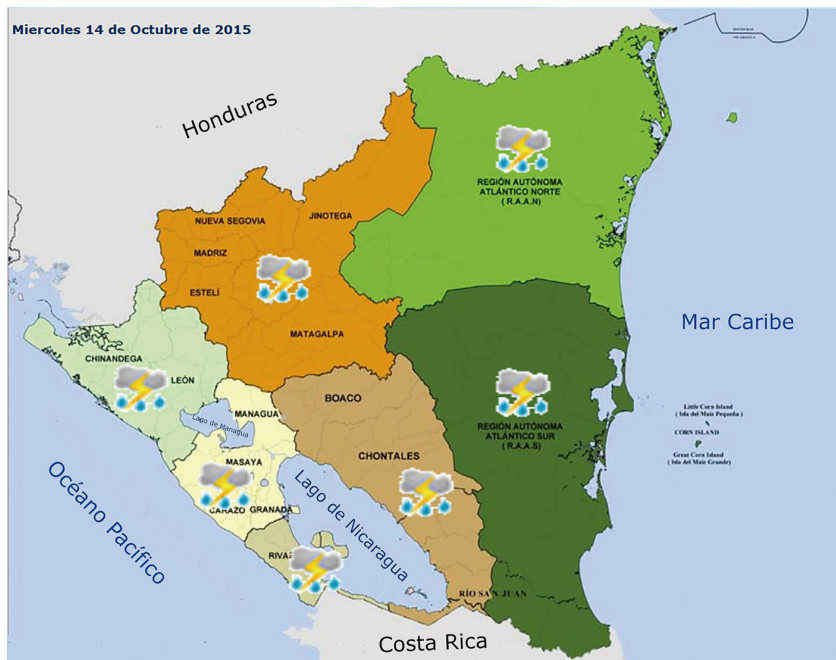 Miercoles 14 de Octubre de 2015
Honduras
REGIÓN AUTÓNOMA
ATLÁNTICO NORTE
( R.A.A.N)
NUEVA SEGOVIA
JINOTEGA
MADRIZ
ESTELÍ
MATAGALPA
Mar Caribe
CHINANDEGA
LEÓN
BOACO
MANAGUA
Lago de Managua
Little Corn Island
( Isla del Maíz Pequeña )
CORN ISLAND
Great Corn Island
( Isla del Maíz Grande)
REGIÓN AUTÓNOMA
ATLÁNTICO SUR
( R.A.A.S)
CHONTALES
MASAYA
Océano Pacífico
Lago de Nicaragua
CARAZO
GRANADA
RIVAS
RÍO SAN JUAN
Costa Rica